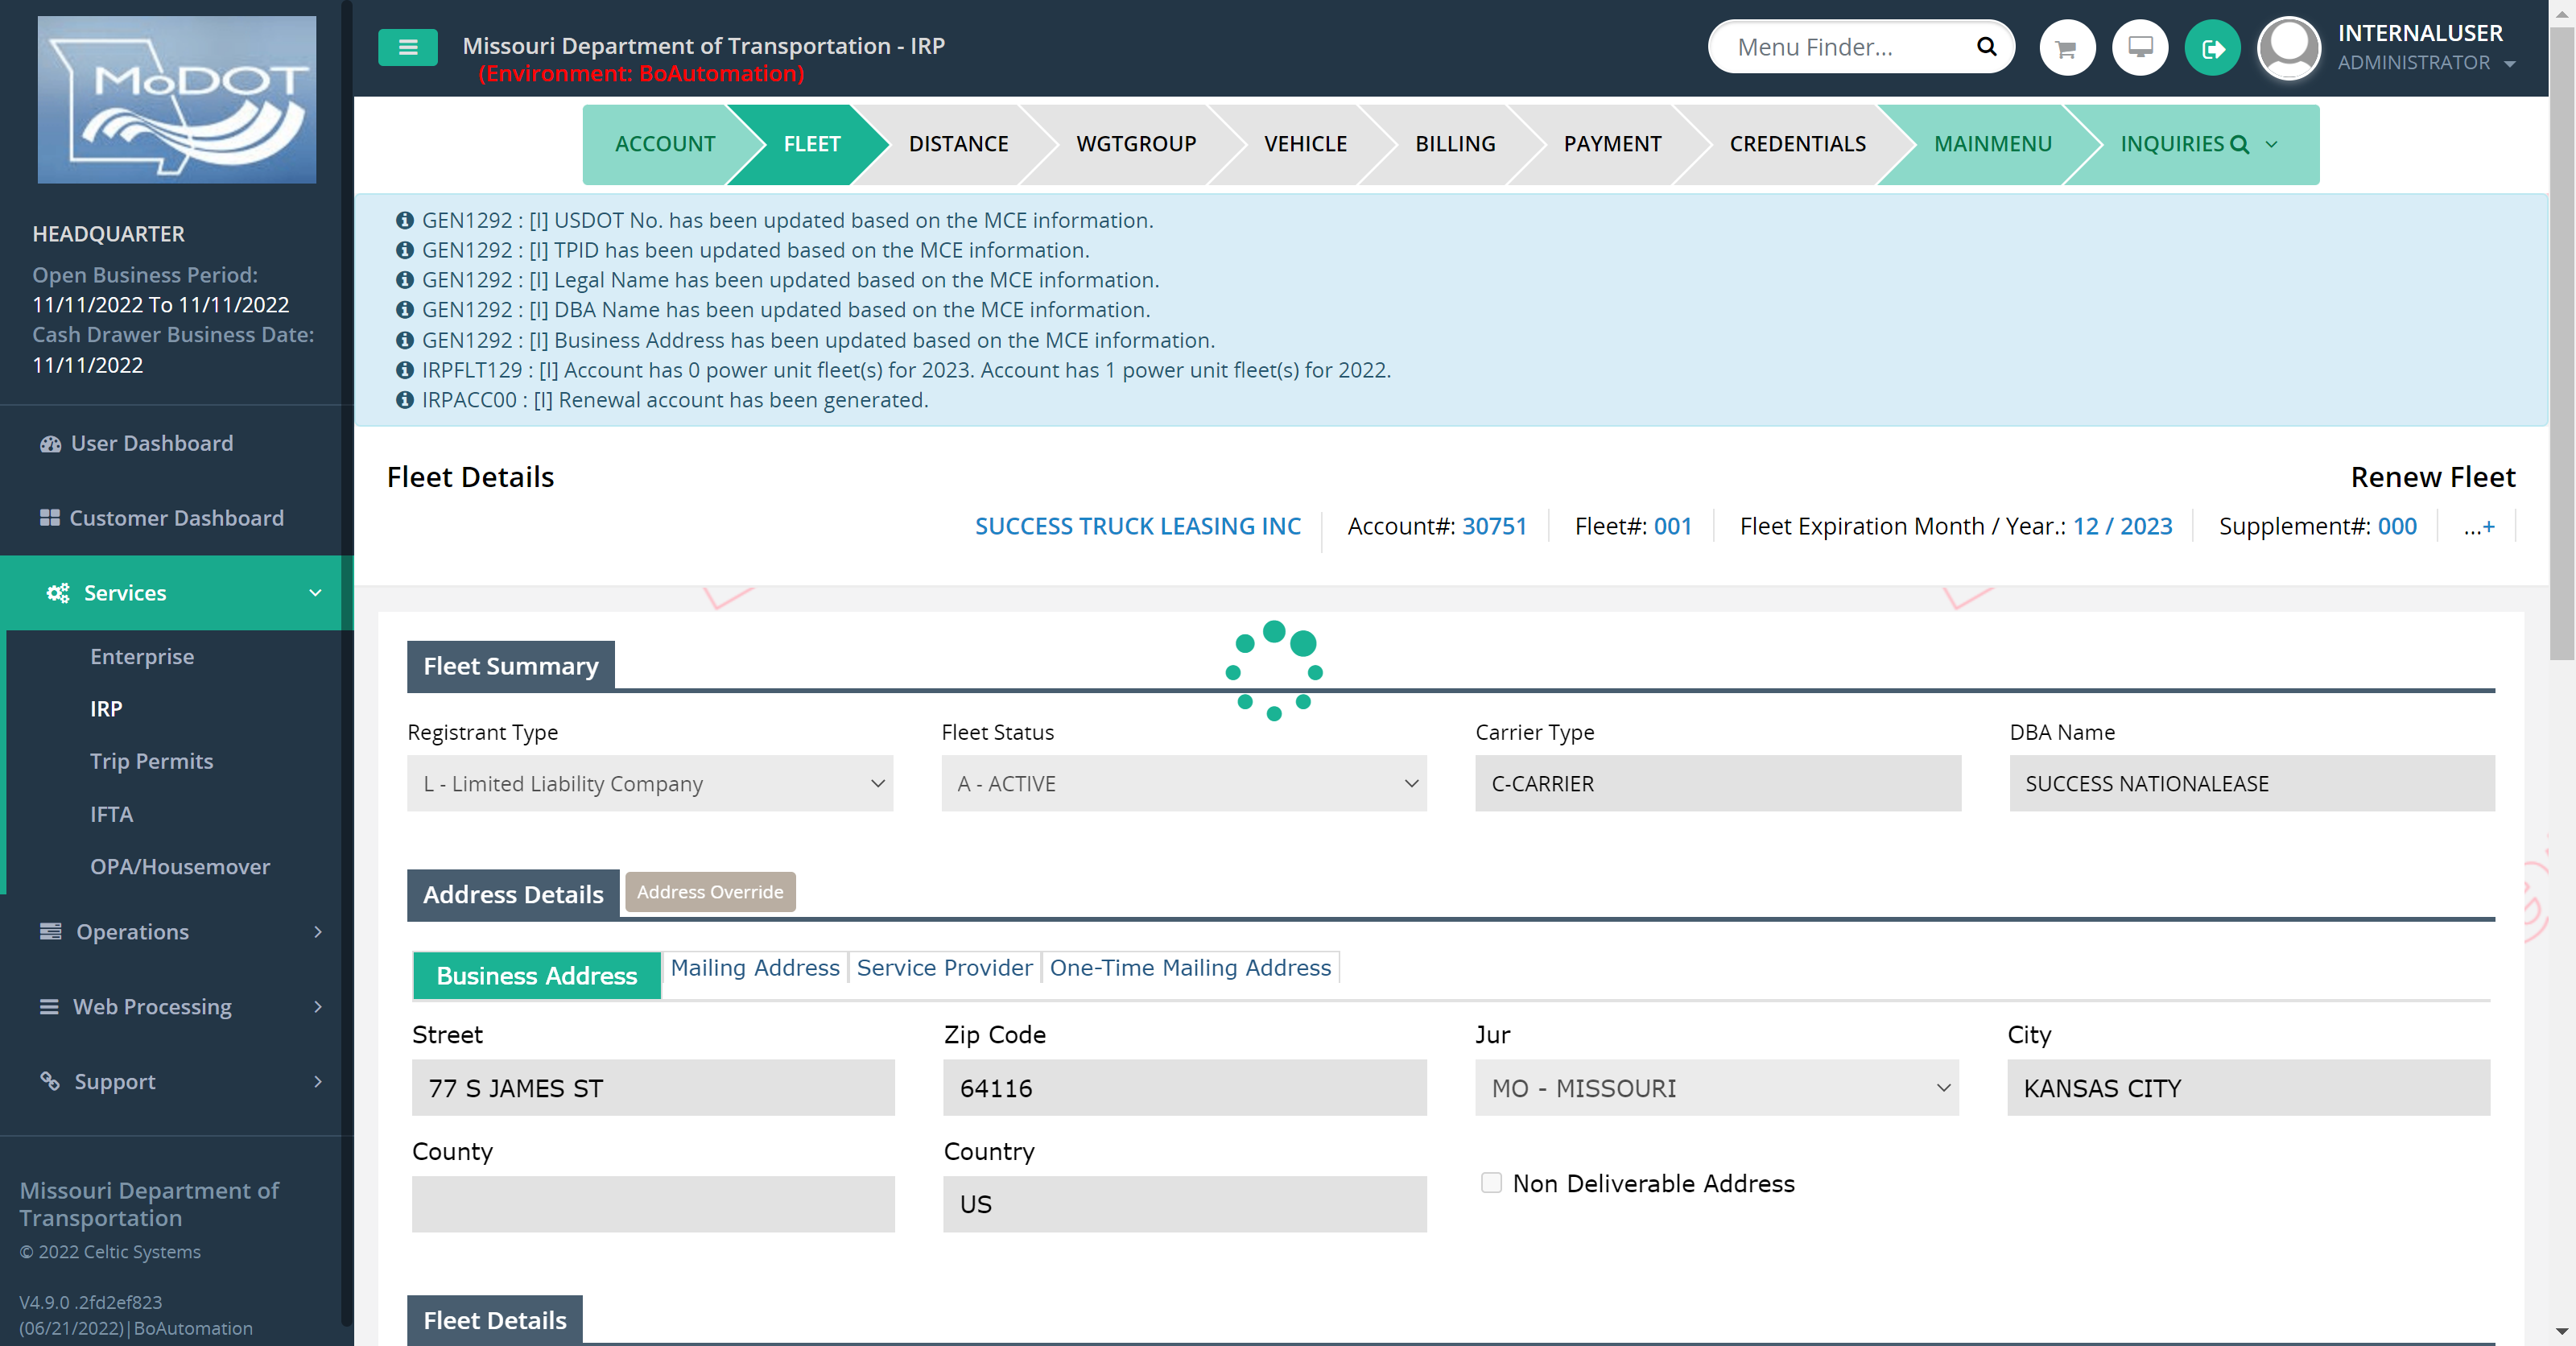 MoDOT
Missouri Department of Transportation - IRP
(Environment: BoAutomation)
Menu Finder...
INTERNALUSER
ADMINISTRATOR
HEADQUARTER
Open Business Period:
11/11/2022 To 11/11/2022
Cash Drawer Business Date:
11/11/2022
User Dashboard
Customer Dashboard
Services
Enterprise
IRP
Trip Permits
IFTA
OPA/Housemover
Operations
Web Processing
Support
Missouri Department of
Transportation
© 2022 Celtic Systems
V4.9.0 .2fd2ef823
(06/21/2022)|BoAutomation
ACCOUNT FLEET DISTANCE WGTGROUP VEHICLE BILLING PAYMENT CREDENTIALS MAINMENU INQUIRIES
GEN1292 : [I] USDOT No. has been updated based on the MCE information.
GEN1292 : [I] TPID has been updated based on the MCE information.
GEN1292 : [I] Legal Name has been updated based on the MCE information.
GEN1292 : [I] DBA Name has been updated based on the MCE information.
GEN1292 : [I] Business Address has been updated based on the MCE information.
IRPFLT129 : [I] Account has 0 power unit fleet(s) for 2023. Account has 1 power unit fleet(s) for 2022.
IRPACC00 : [I] Renewal account has been generated.
Fleet Details Renew Fleet
SUCCESS TRUCK LEASING INC Account#: 30751 Fleet#: 001 Fleet Expiration Month / Year.: 12 / 2023 Supplement#: 000 ...+
Fleet Summary
Registrant Type Fleet Status Carrier Type DBA Name
L - Limited Liability Company A - ACTIVE C-CARRIER SUCCESS NATIONALEASE
Address Details Address Override
Business Address Mailing Address Service Provider One-Time Mailing Address
Street Zip Code Jur City
77 S JAMES ST 64116 MO - MISSOURI KANSAS CITY
County Country
US Non Deliverable Address
Fleet Details